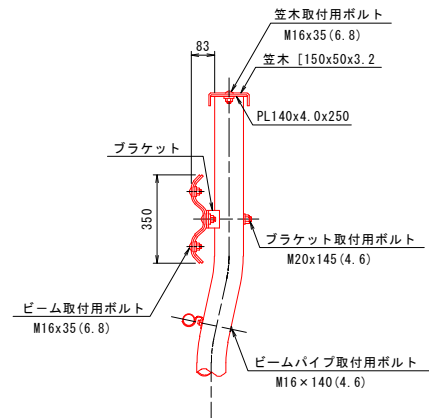 笠木取付用ボルト
M16x35(6.8)
83
笠木 [150x50x3.2
PL140x4.0x250
ブラケット
350
ブラケット取付用ボルト
M20x145(4.6)
ビーム取付用ボルト
M16x35(6.8)
ビームパイプ取付用ボルト
M16×140(4.6)